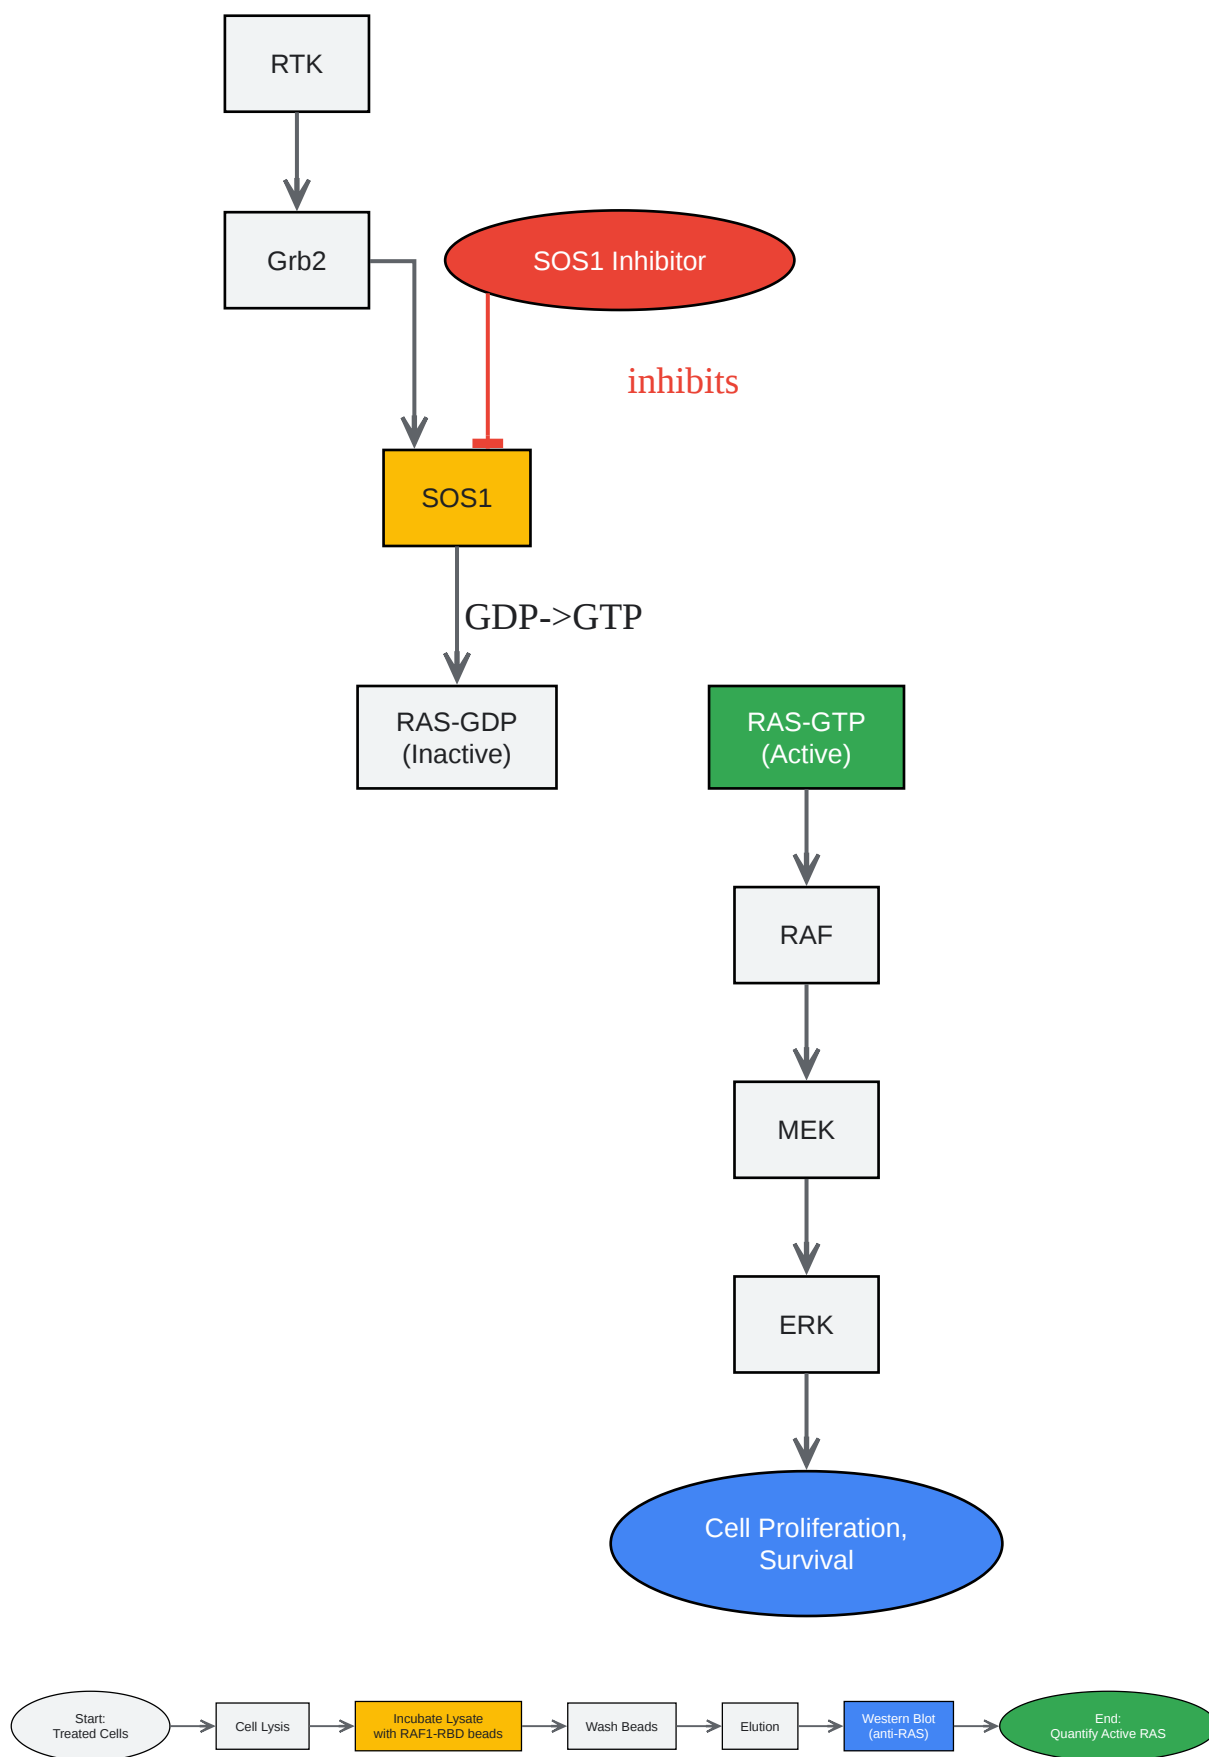 RTK
Grb2
SOS1 Inhibitor
inhibits
SOS1
GDP->GTP
RAS-GDP
(Inactive)
RAS-GTP
(Active)
RAF
MEK
ERK
Cell Proliferation,
Survival
Start:
Treated Cells
Cell Lysis
Incubate Lysate
with RAF1-RBD beads
Wash Beads
Elution
Western Blot
(anti-RAS)
End:
Quantify Active RAS